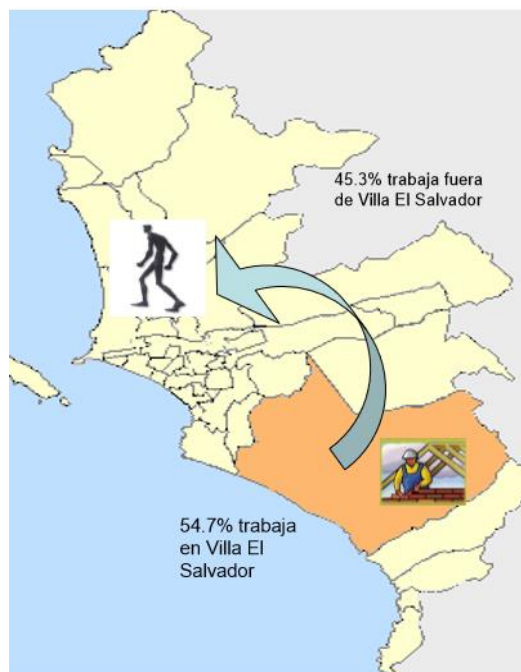 45.3% trabaja fuera
de Villa El Salvador
54.7% trabaja
en Villa El
Salvador